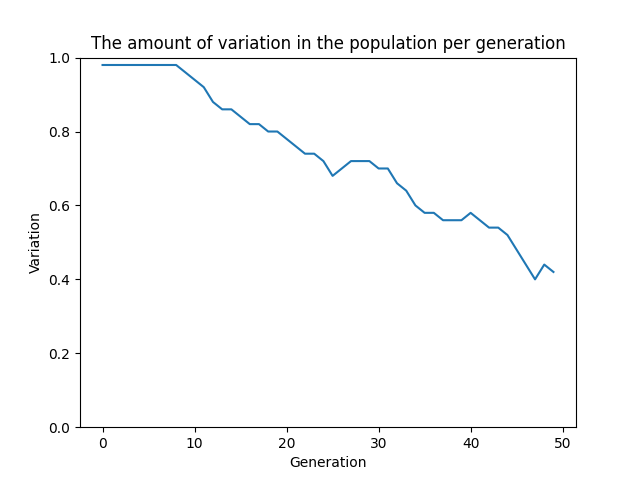 The amount of variation in the population per generation
1.0
0.8
0.6
0.4
0.2
0.0
Variation
0 10 20 30 40 50
Generation